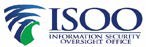 ISOO
INFORMATION SECURITY
OVERSIGHT OFFICE